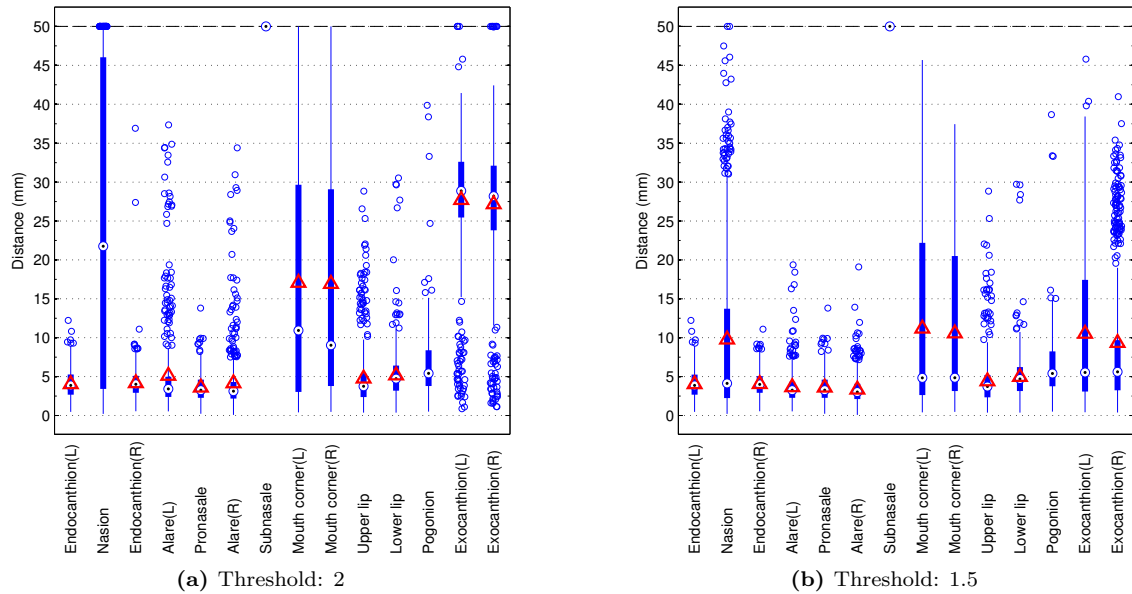 50
45
40
35
30
25
20
15
10
5
0
Distance (mm)
Endocanthion(L)
Nasion
Endocanthion(R)
Alare(L)
Pronasale
Alare(R)
Subnasale
Mouth corner(L)
Mouth corner(R)
Upper lip
Lower lip
Pogonion
Exocanthion(L)
Exocanthion(R)
(a) Threshold: 2
50
45
40
35
30
25
20
15
10
5
0
Distance (mm)
Endocanthion(L)
Nasion
Endocanthion(R)
Alare(L)
Pronasale
Alare(R)
Subnasale
Mouth corner(L)
Mouth corner(R)
Upper lip
Lower lip
Pogonion
Exocanthion(L)
Exocanthion(R)
(b) Threshold: 1.5